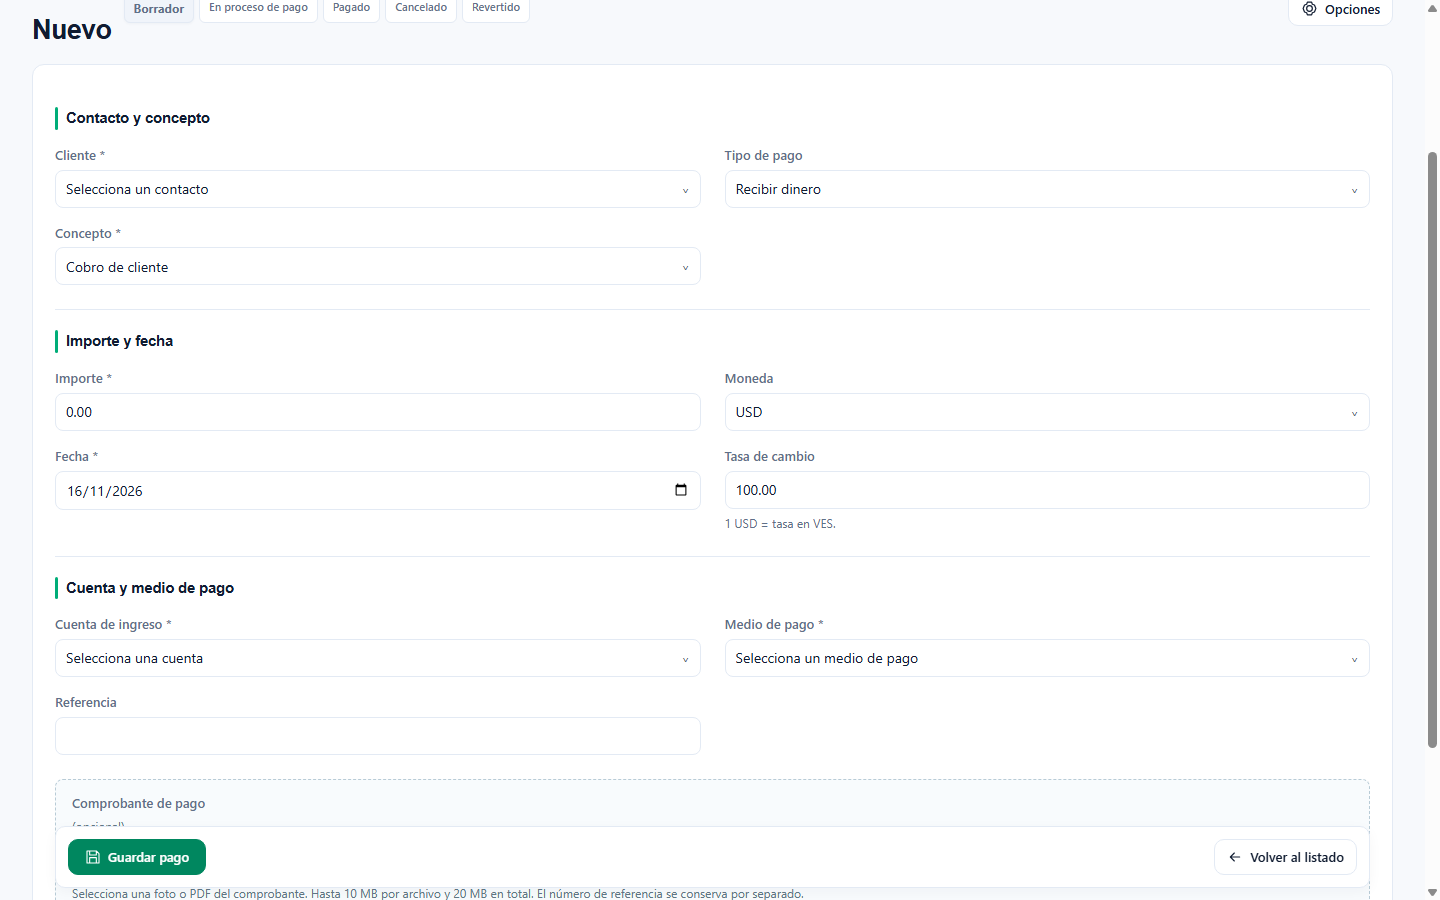 Nuevo
Borrador
En proceso de pago
Pagado
Cancelado
Revertido
Opciones
Contacto y concepto
Cliente *
Selecciona un contacto
Tipo de pago
Recibir dinero
Concepto *
Cobro de cliente
Importe y fecha
Importe *
0.00
Moneda
USD
Fecha *
16/11/2026
Tasa de cambio
100.00
1 USD = tasa en VES.
Cuenta y medio de pago
Cuenta de ingreso *
Selecciona una cuenta
Medio de pago *
Selecciona un medio de pago
Referencia
Comprobante de pago
(opcional)
Guardar pago
Volver al listado
Selecciona una foto o PDF del comprobante. Hasta 10 MB por archivo y 20 MB en total. El número de referencia se conserva por separado.